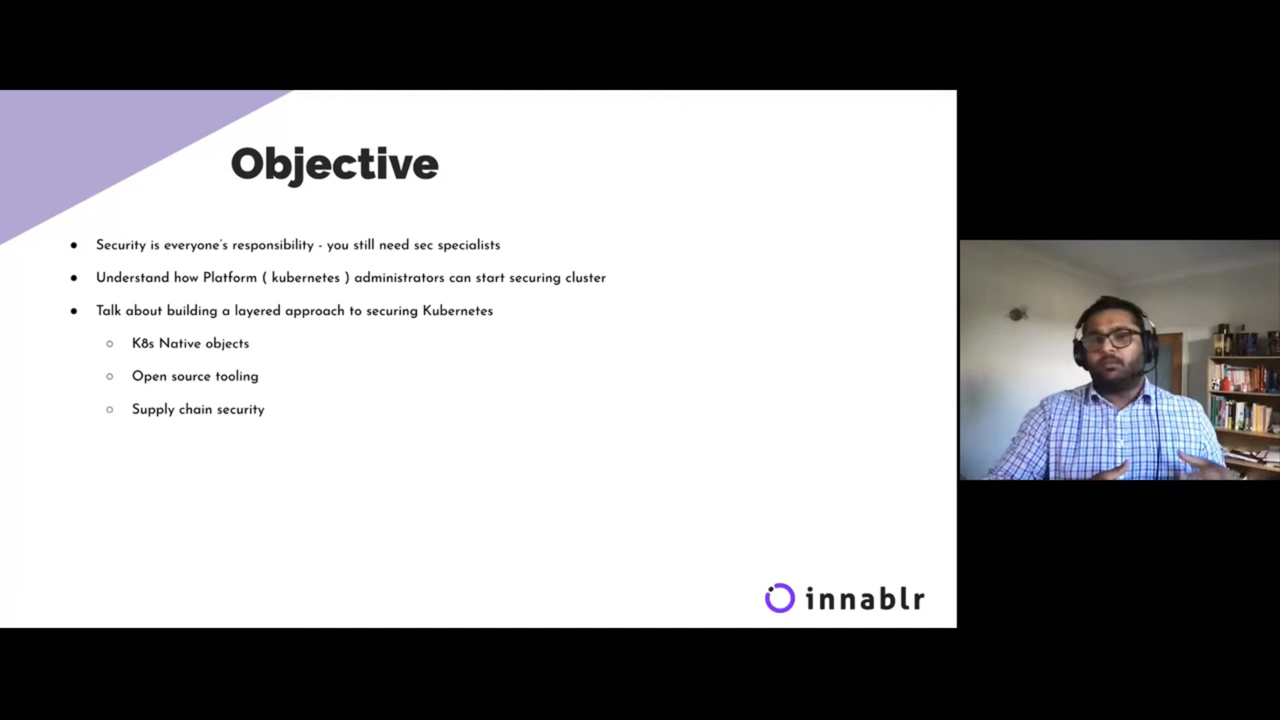 Objective
● Security is everyone's responsibility - you still need sec specialists
● Understand how Platform ( kubernetes ) administrators can start securing cluster
● Talk about building a layered approach to securing Kubernetes
○ K8s Native objects
○ Open source tooling
○ Supply chain security
innablr